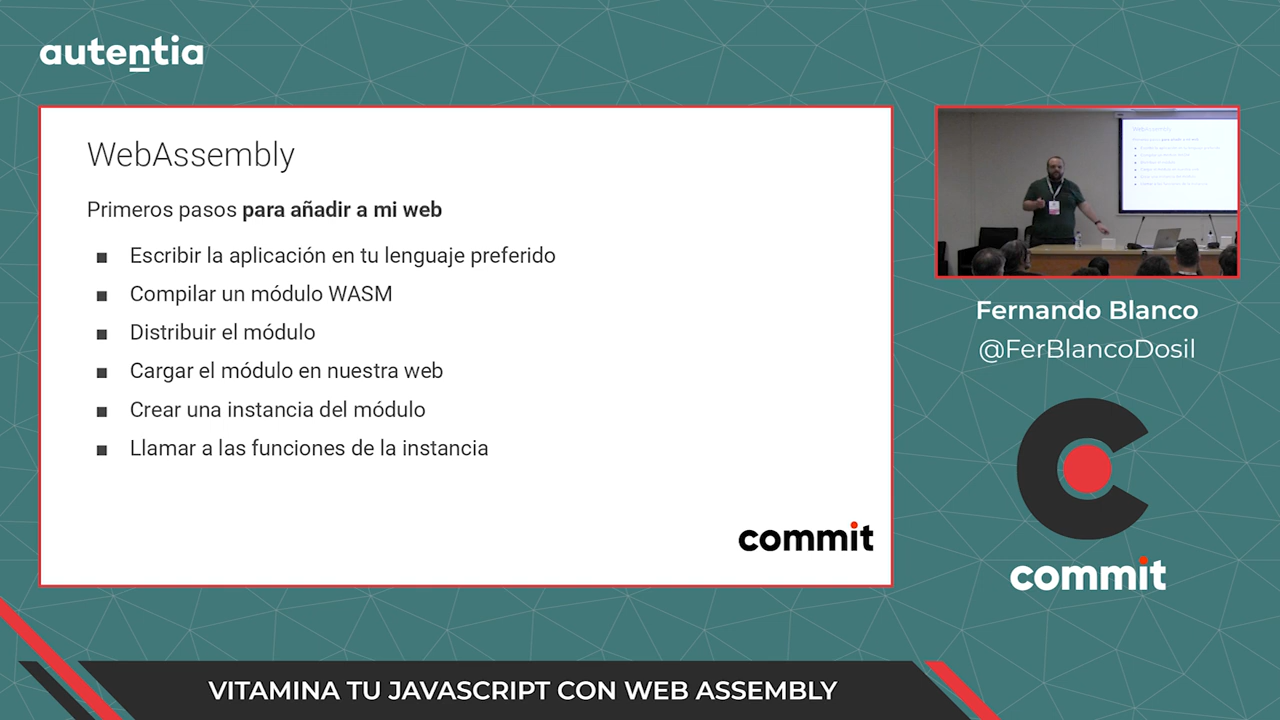 autentia
WebAssembly
Primeros pasos para añadir a mi web
■ Escribir la aplicación en tu lenguaje preferido
■ Compilar un módulo WASM
■ Distribuir el módulo
■ Cargar el módulo en nuestra web
■ Crear una instancia del módulo
■ Llamar a las funciones de la instancia
commit
Fernando Blanco
@FerBlancoDosil
commit
VITAMINA TU JAVASCRIPT CON WEB ASSEMBLY